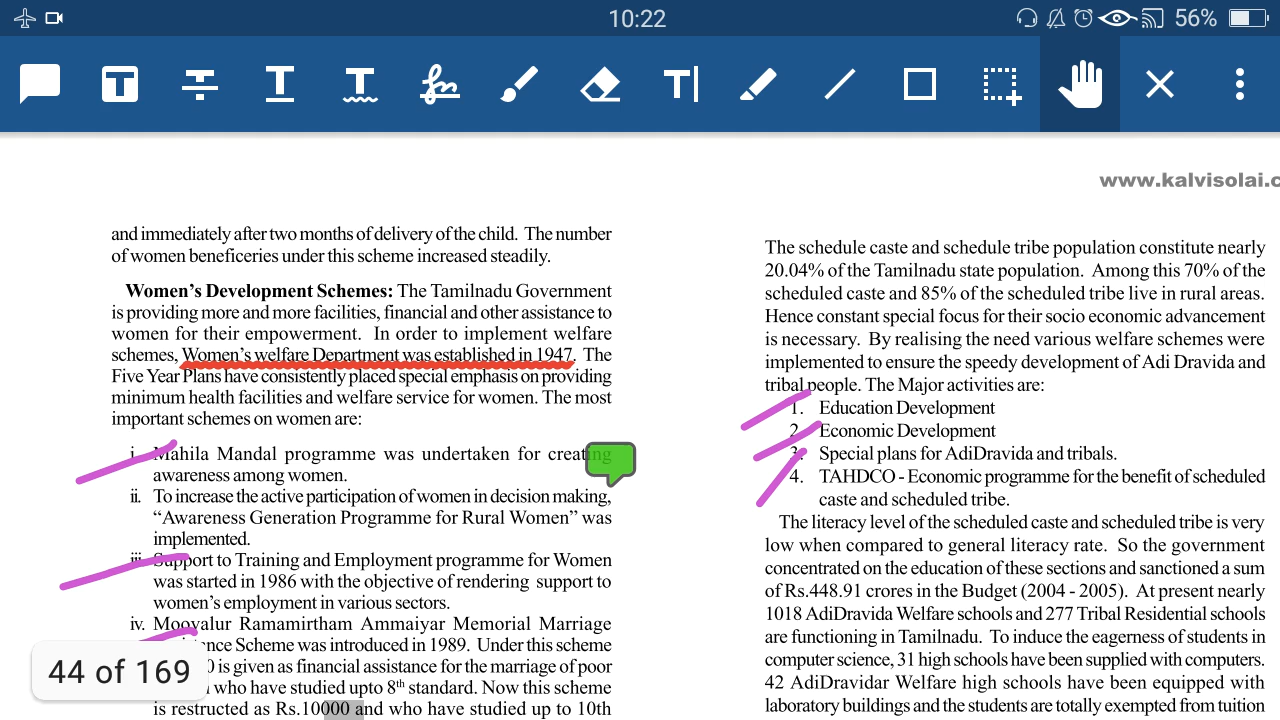 10:22
56%
www.kalvisolai.c
and immediately after two months of delivery of the child. The number
of women beneficeries under this scheme increased steadily.
Women's Development Schemes: The Tamilnadu Government
is providing more and more facilities, financial and other assistance to
women for their empowerment. In order to implement welfare
schemes, Women's welfare Department was established in 1947. The
Five Year Plans have consistently placed special emphasis on providing
minimum health facilities and welfare service for women. The most
important schemes on women are:
i. Mahila Mandal programme was undertaken for creating
awareness among women.
ii. To increase the active participation of women in decision making,
“Awareness Generation Programme for Rural Women” was
implemented.
iii. Support to Training and Employment programme for Women
was started in 1986 with the objective of rendering support to
women's employment in various sectors.
iv. Moovalur Ramamirtham Ammaiyar Memorial Marriage
Scheme was introduced in 1989. Under this scheme
is given as financial assistance for the marriage of poor
who have studied upto 8th standard. Now this scheme
is restructed as Rs.10000 and who have studied up to 10th
44 of 169
The schedule caste and schedule tribe population constitute nearly
20.04% of the Tamilnadu state population. Among this 70% of the
scheduled caste and 85% of the scheduled tribe live in rural areas.
Hence constant special focus for their socio economic advancement
is necessary. By realising the need various welfare schemes were
implemented to ensure the speedy development of Adi Dravida and
tribal people. The Major activities are:
1. Education Development
2. Economic Development
3. Special plans for AdiDravida and tribals.
4. TAHDCO - Economic programme for the benefit of scheduled
caste and scheduled tribe.
The literacy level of the scheduled caste and scheduled tribe is very
low when compared to general literacy rate. So the government
concentrated on the education of these sections and sanctioned a sum
of Rs.448.91 crores in the Budget (2004 - 2005). At present nearly
1018 AdiDravida Welfare schools and 277 Tribal Residential schools
are functioning in Tamilnadu. To induce the eagerness of students in
computer science, 31 high schools have been supplied with computers.
42 AdiDravidar Welfare high schools have been equipped with
laboratory buildings and the students are totally exempted from tuition